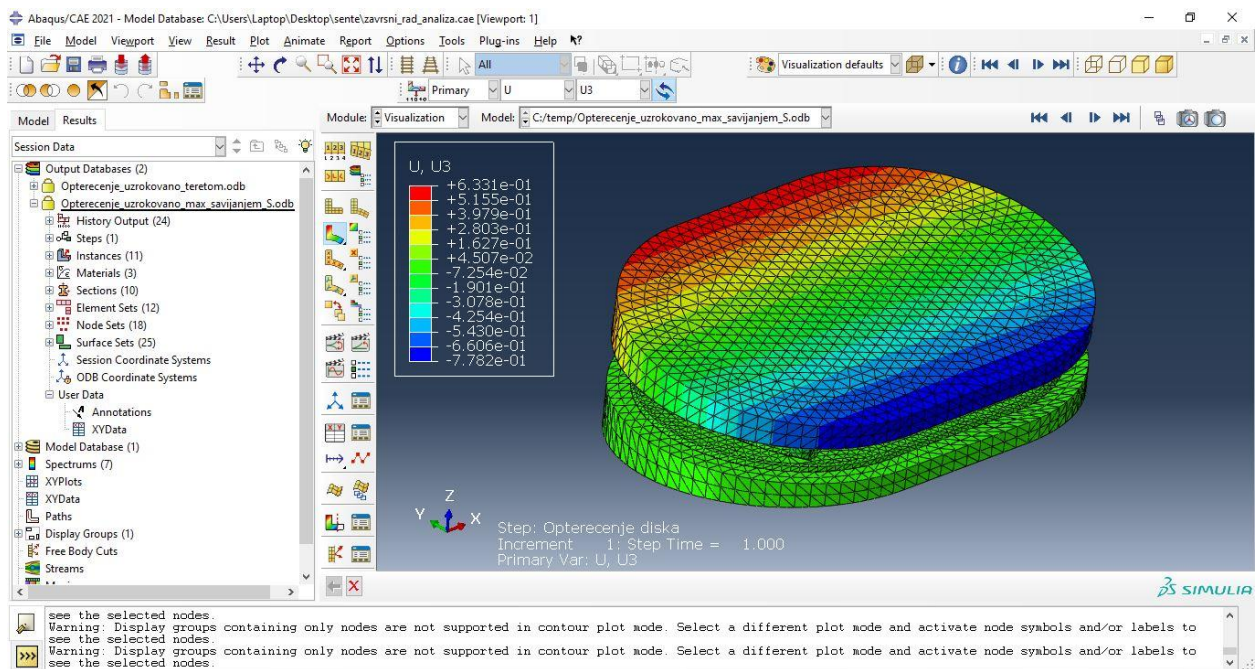 Abaqus/CAE 2021 - Model Database: C:\Users\Laptop\Desktop\sente\zavrsni_rad_analiza.cae [Viewport: 1]
File Model Viewport View Result Plot Animate Report Options Tools Plug-ins Help
All
Visualization defaults
Primary U U3
Model Results
Module: Visualization Model: C:/temp/Opterecenje_uzrokovano_max_savijanjem_S.odb
Session Data
Output Databases (2)
Opterecenje_uzrokovano_teretom.odb
Opterecenje_uzrokovano_max_savijanjem_S.odb
History Output (24)
Steps (1)
Instances (11)
Materials (3)
Sections (10)
Element Sets (12)
Node Sets (18)
Surface Sets (25)
Session Coordinate Systems
ODB Coordinate Systems
User Data
Annotations
XYData
Model Database (1)
Spectrums (7)
XYPlots
XYData
Paths
Display Groups (1)
Free Body Cuts
Streams
U, U3
+6.331e-01
+5.155e-01
+3.979e-01
+2.803e-01
+1.627e-01
+4.507e-02
-7.254e-02
-1.901e-01
-3.078e-01
-4.254e-01
-5.430e-01
-6.606e-01
-7.782e-01
Z
Y X
Step: Opterecenje diska
Increment 1: Step Time = 1.000
Primary Var: U, U3
SIMULIA
see the selected nodes.
Warning: Display groups containing only nodes are not supported in contour plot mode. Select a different plot mode and activate node symbols and/or labels to
see the selected nodes.
Warning: Display groups containing only nodes are not supported in contour plot mode. Select a different plot mode and activate node symbols and/or labels to
see the selected nodes.